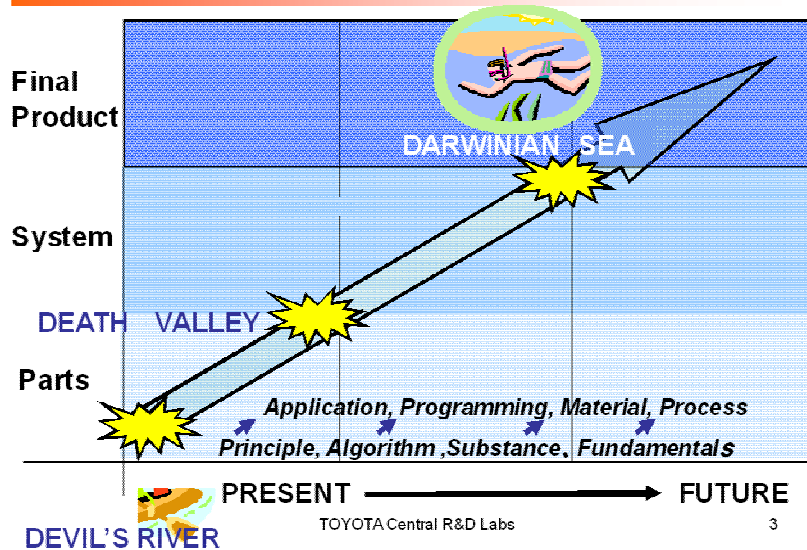 Final
Product
DARWINIAN SEA
System
DEATH VALLEY
Parts
Application, Programming, Material, Process
Principle, Algorithm ,Substance. Fundamentals
PRESENT FUTURE
DEVIL'S RIVER
TOYOTA Central R&D Labs
3